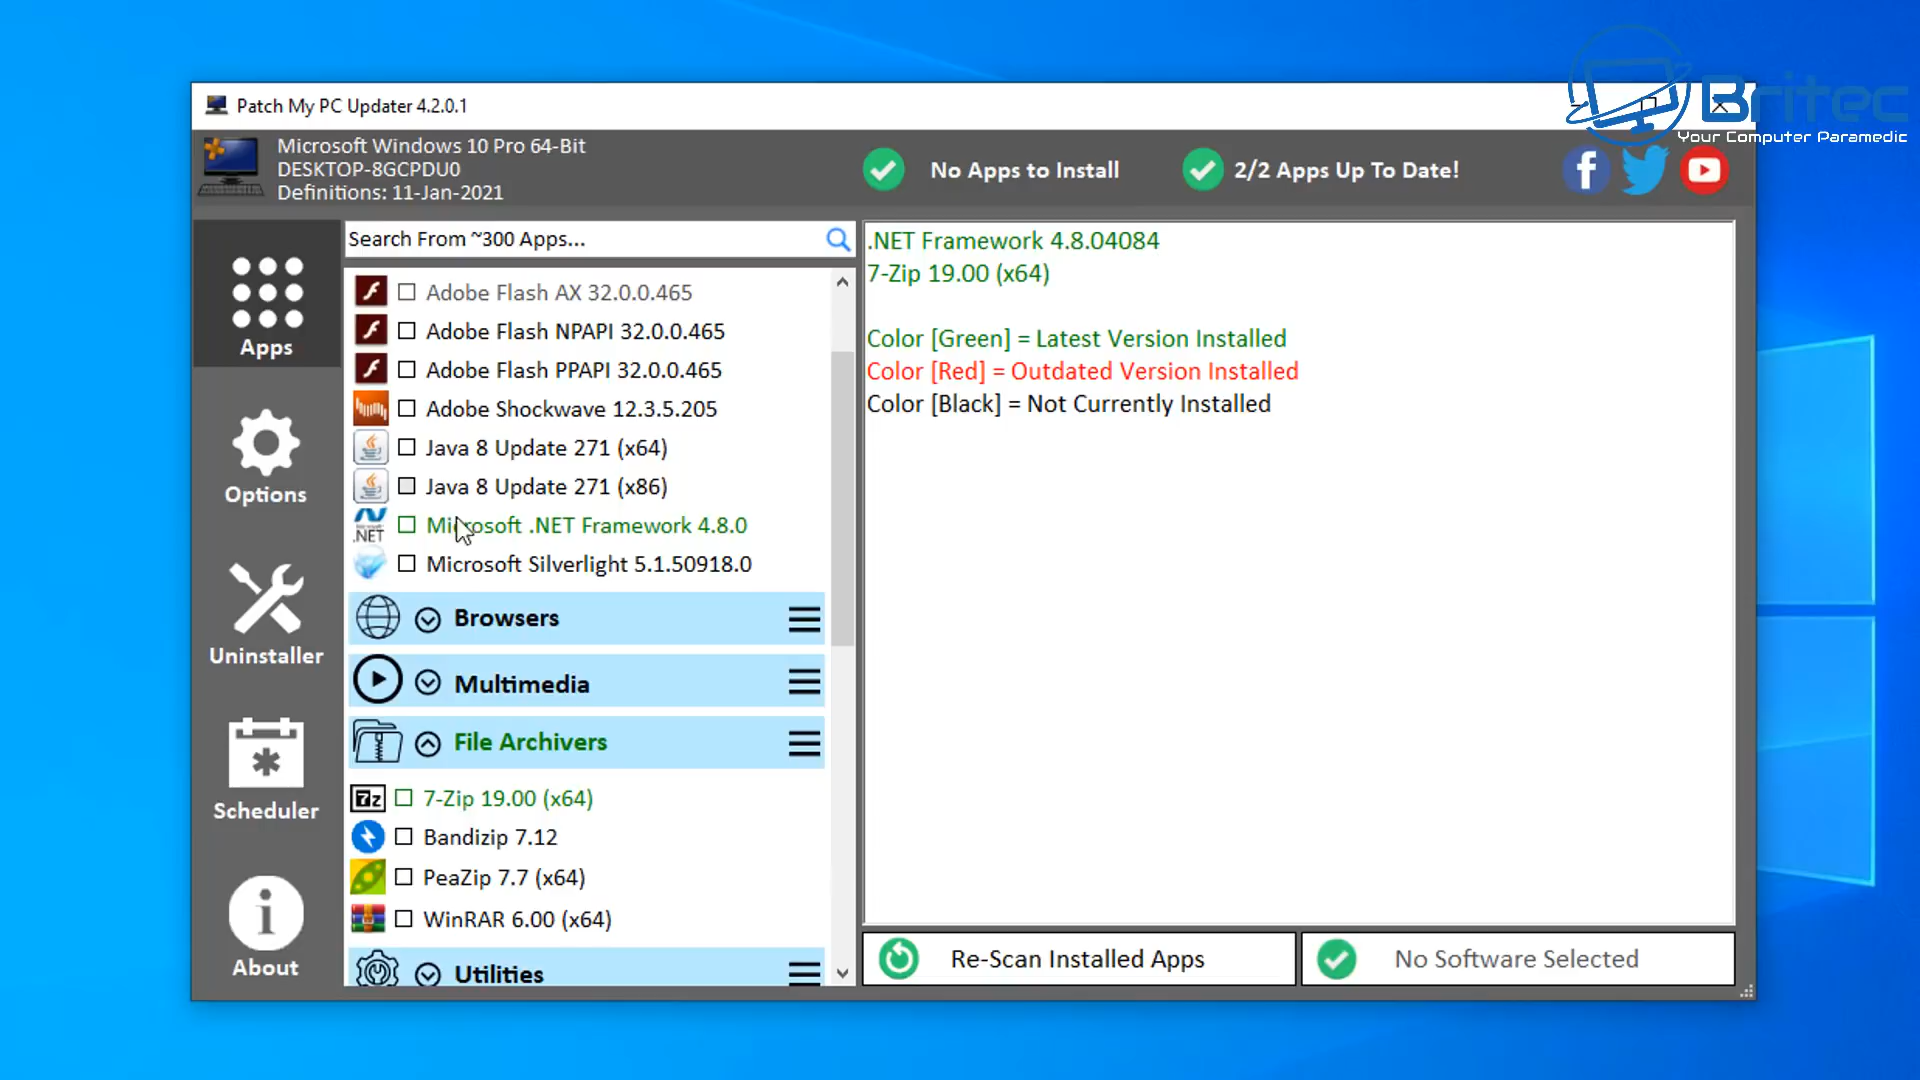 Patch My PC Updater 4.2.0.1
Britec
Your Computer Paramedic
Microsoft Windows 10 Pro 64-Bit
DESKTOP-8GCPDU0
Definitions: 11-Jan-2021
No Apps to Install
2/2 Apps Up To Date!
Apps
Options
Uninstaller
Scheduler
About
Search From ~300 Apps...
Adobe Flash AX 32.0.0.465
Adobe Flash NPAPI 32.0.0.465
Adobe Flash PPAPI 32.0.0.465
Adobe Shockwave 12.3.5.205
Java 8 Update 271 (x64)
Java 8 Update 271 (x86)
.NET
Microsoft .NET Framework 4.8.0
Microsoft Silverlight 5.1.50918.0
Browsers
Multimedia
File Archivers
7z
7-Zip 19.00 (x64)
Bandizip 7.12
PeaZip 7.7 (x64)
WinRAR 6.00 (x64)
Utilities
.NET Framework 4.8.04084
7-Zip 19.00 (x64)
Color [Green] = Latest Version Installed
Color [Red] = Outdated Version Installed
Color [Black] = Not Currently Installed
Re-Scan Installed Apps
No Software Selected